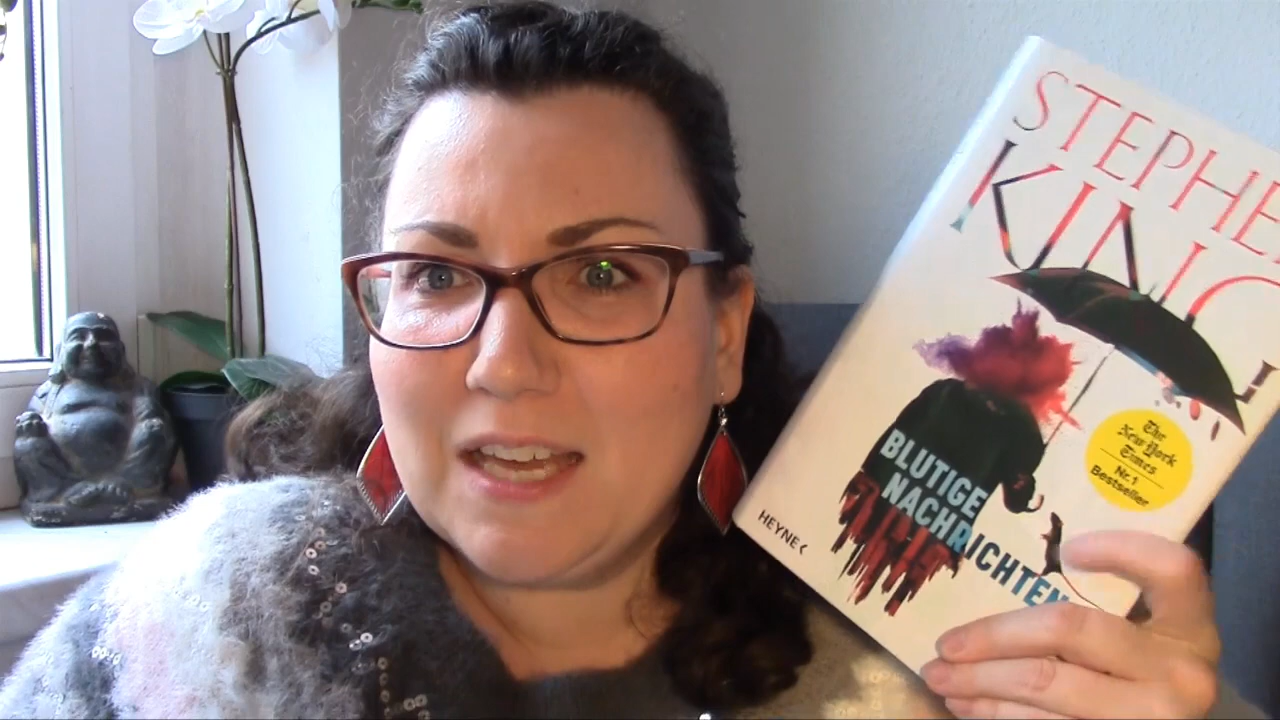 STEPHE
KING
BLUTIGE
NACHRICHTEN
The
New York
Times
Nr. 1
Bestseller
HEYNE<